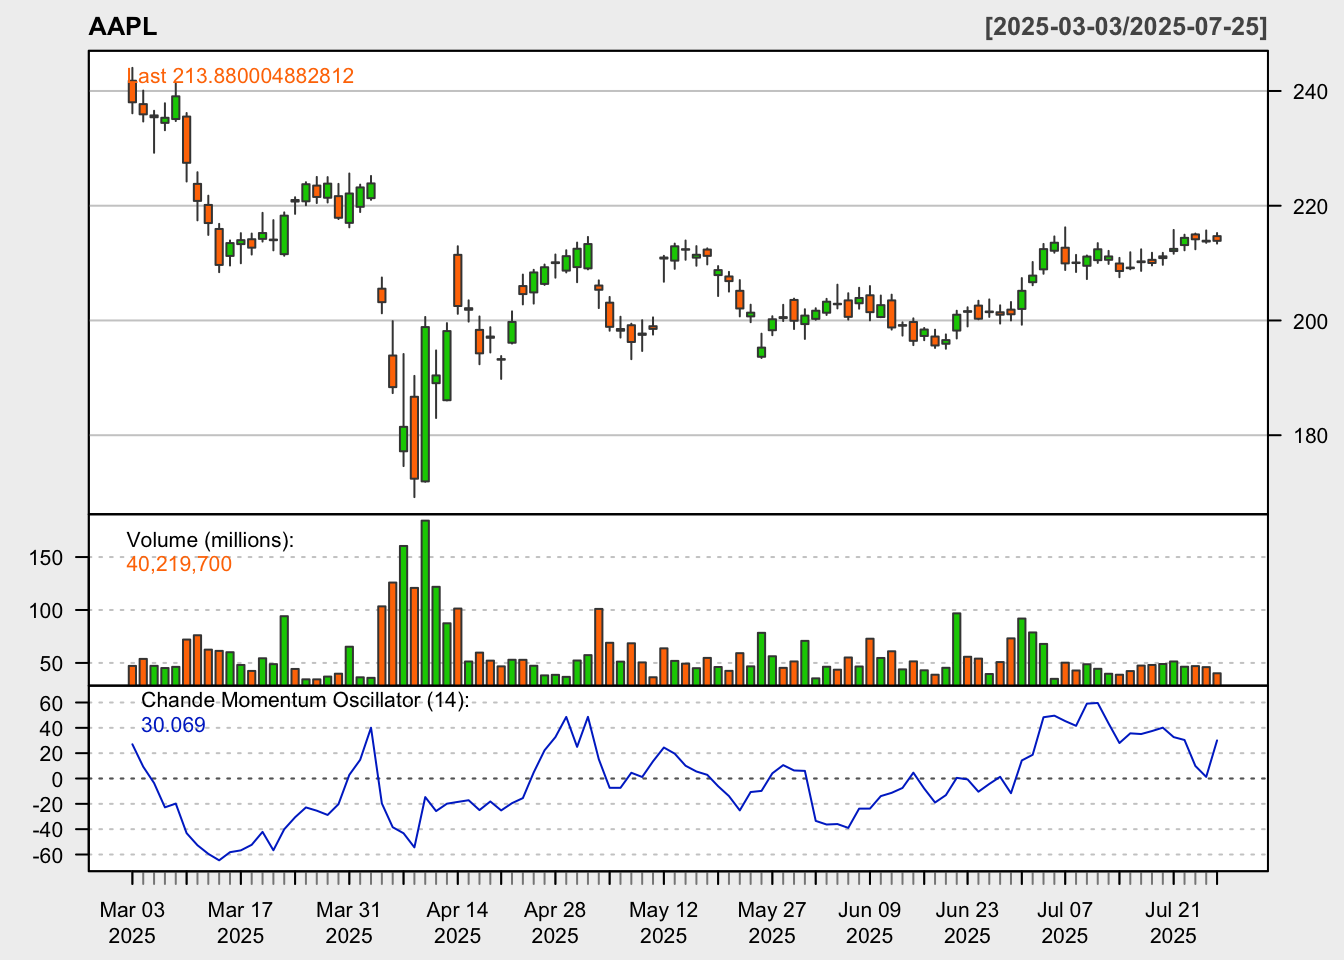 AAPL [2025-03-03/2025-07-25]
Last 213.880004882812
240
220
200
180
Volume (millions):
40,219,700
150
100
50
Chande Momentum Oscillator (14):
30.069
60
40
20
0
-20
-40
-60
Mar 03 Mar 17 Mar 31 Apr 14 Apr 28 May 12 May 27 Jun 09 Jun 23 Jul 07 Jul 21
2025 2025 2025 2025 2025 2025 2025 2025 2025 2025 2025